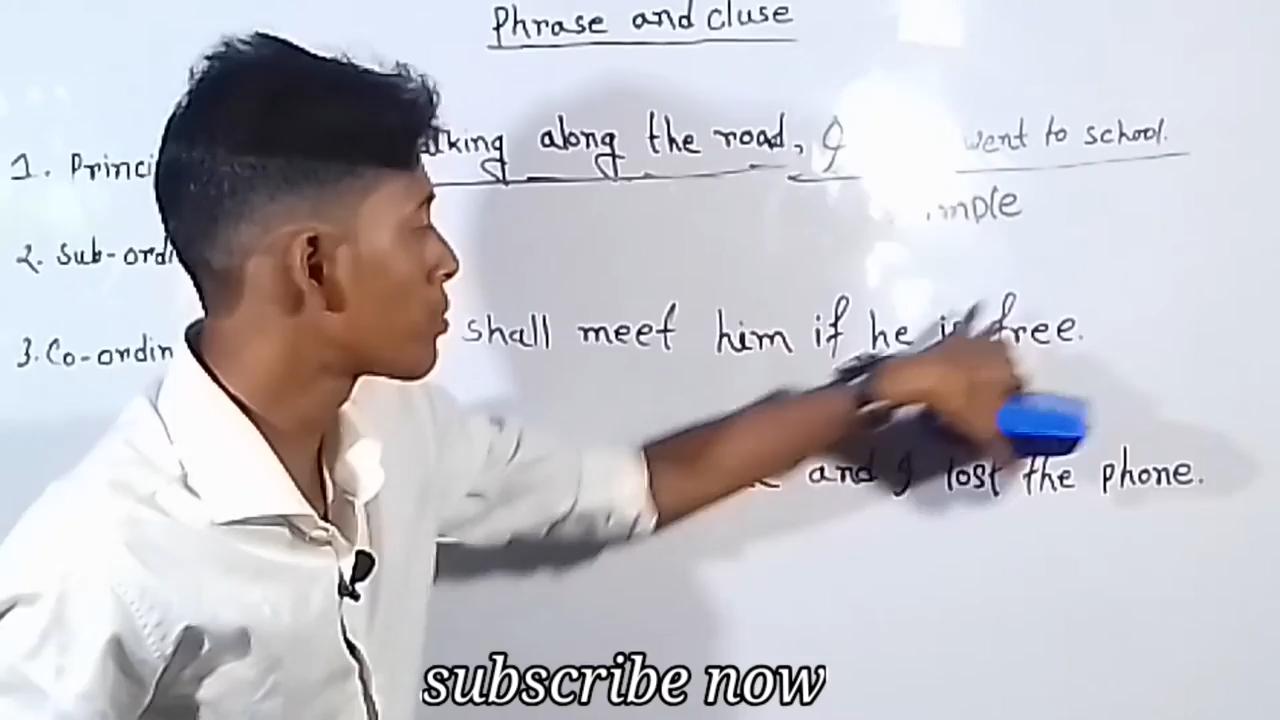 Phrase and cluse
1. Princi alking along the road, I went to school.
imple
2. Sub-ordi
shall meet him if he is free.
3. Co-ordin
and I lost the phone.
subscribe now